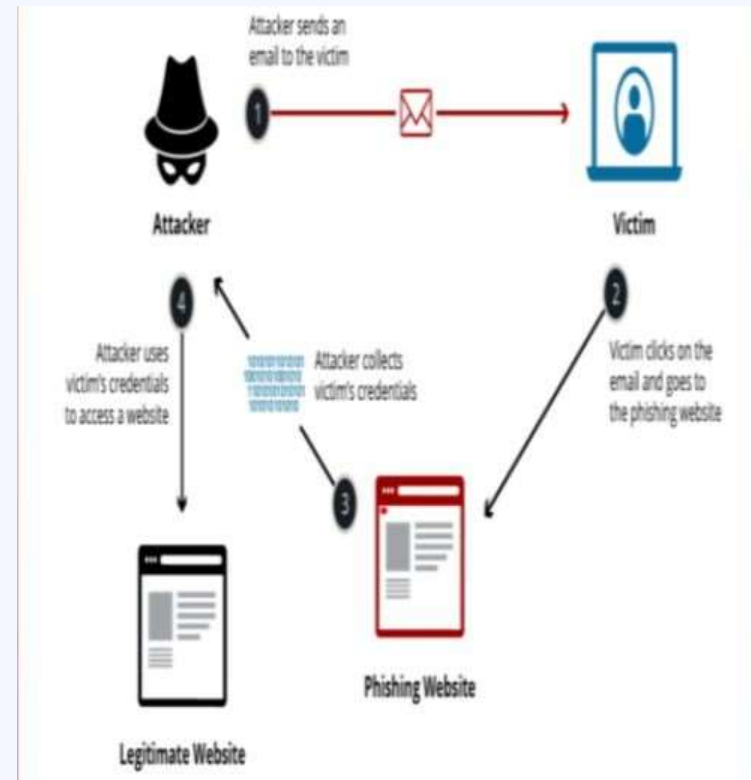 Attacker sends an
email to the victim
1
Attacker
Victim
2
Victim clicks on the
email and goes to
the phishing website
4
Attacker uses
victim's credentials
to access a website
Attacker collects
victim's credentials
3
Phishing Website
Legitimate Website